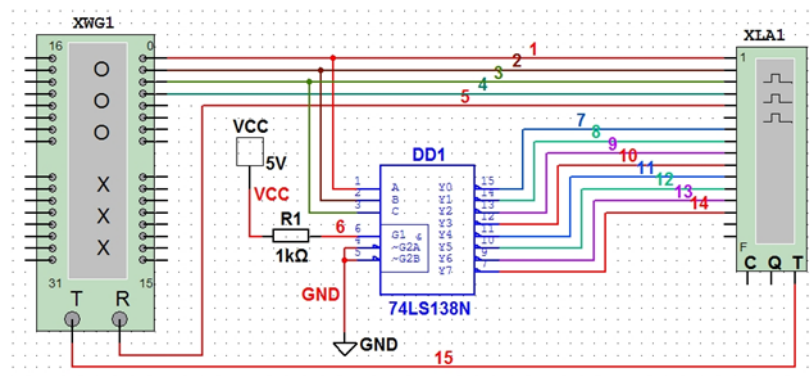 XWG1
XLA1
16
0
O
O
O
X
X
X
31
15
T
R
1
2
3
4
5
VCC
5V
VCC
R1
1kΩ
6
GND
GND
DD1
1
2
3
6
4
5
A
B
C
G1
6
~G2A
~G2B
Y0
Y1
Y2
Y3
Y4
Y5
Y6
Y7
15
14
13
12
11
10
9
7
74LS138N
7
8
9
10
11
12
13
14
15
1
F
C Q T